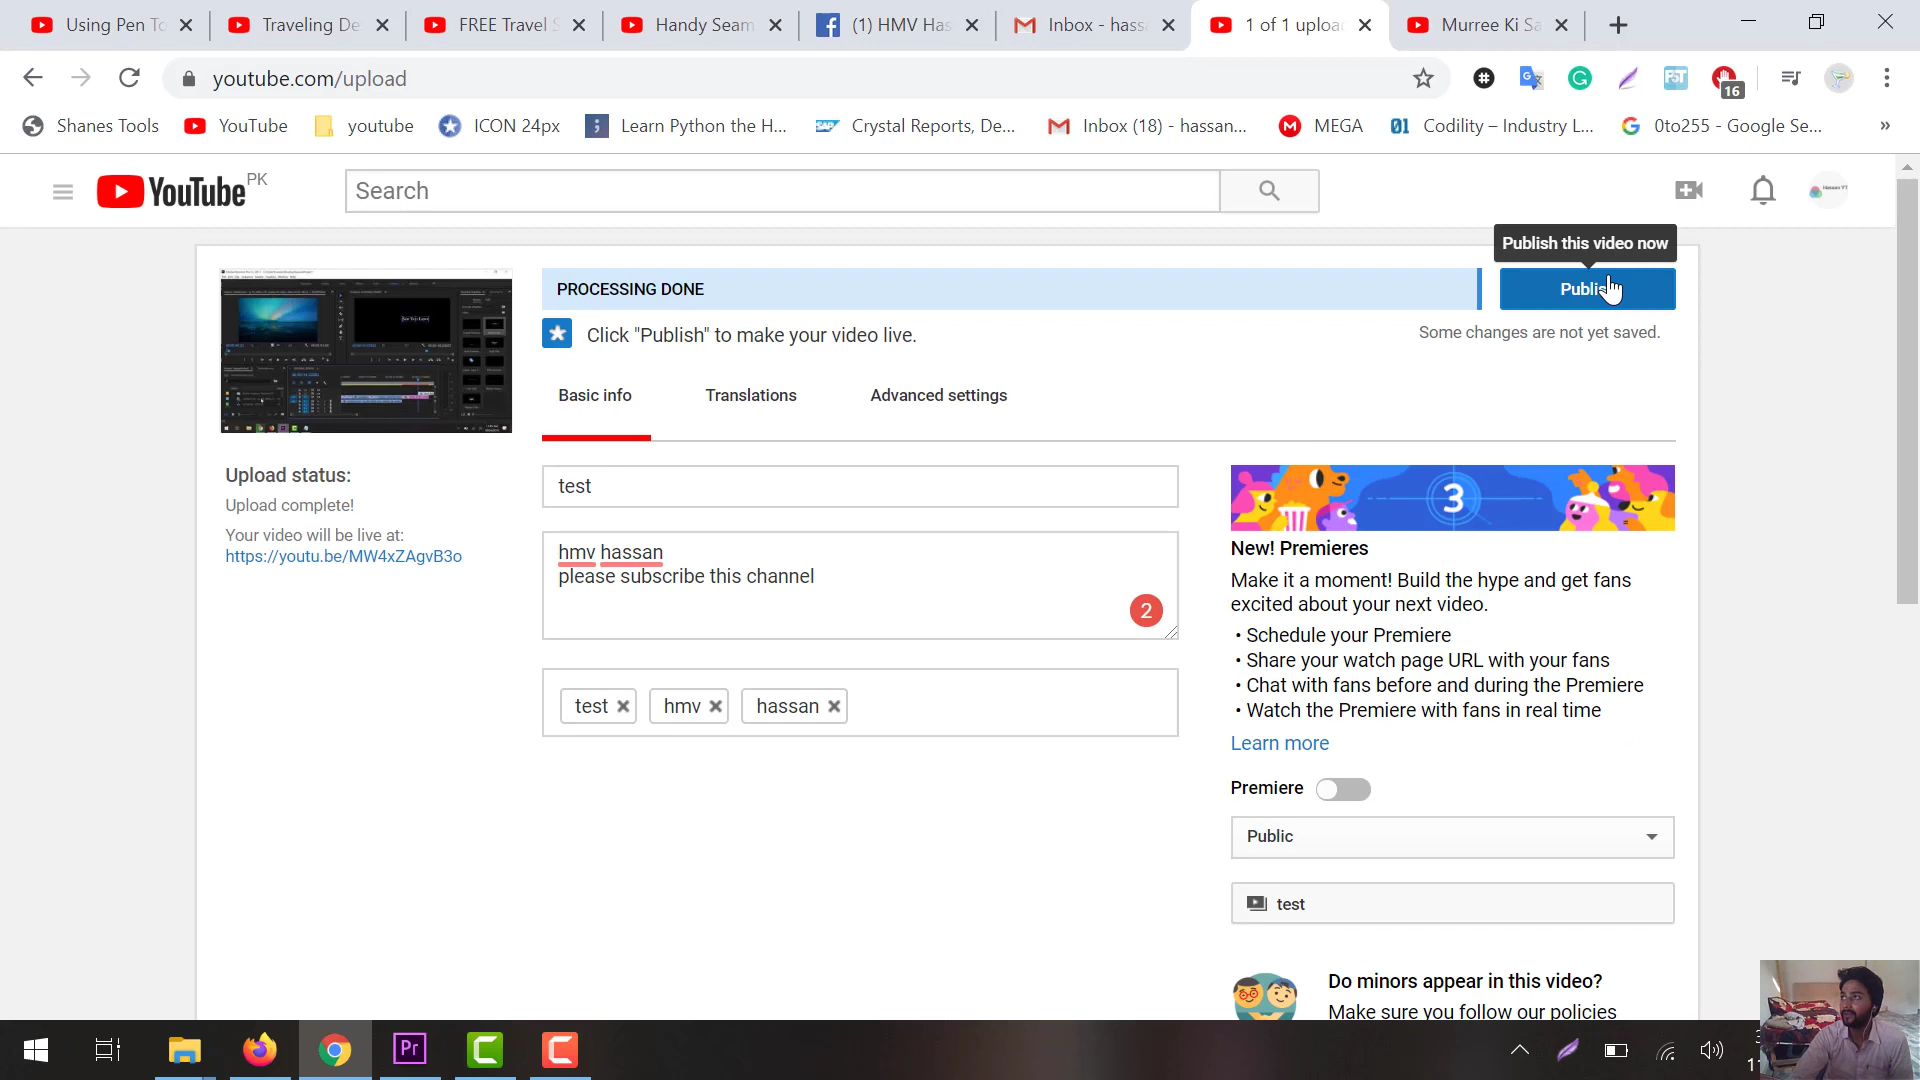 Using Pen To
Traveling De
FREE Travel S
Handy Seam
(1) HMV Has
Inbox - hass
1 of 1 uploa
Murree Ki Sa
youtube.com/upload
16
Shanes Tools
YouTube
youtube
ICON 24px
Learn Python the H...
Crystal Reports, De...
Inbox (18) - hassan...
MEGA
Codility – Industry L...
0to255 - Google Se...
YouTube PK
Search
Hassan YT
Publish this video now
PROCESSING DONE
Click "Publish" to make your video live.
Some changes are not yet saved.
Basic info
Translations
Advanced settings
Upload status:
Upload complete!
Your video will be live at:
https://youtu.be/MW4xZAgvB3o
test
hmv hassan
please subscribe this channel
2
test
hmv
hassan
3
New! Premieres
Make it a moment! Build the hype and get fans
excited about your next video.
• Schedule your Premiere
• Share your watch page URL with your fans
• Chat with fans before and during the Premiere
• Watch the Premiere with fans in real time
Learn more
Premiere
Public
test
Do minors appear in this video?
Make sure you follow our policies
Pr